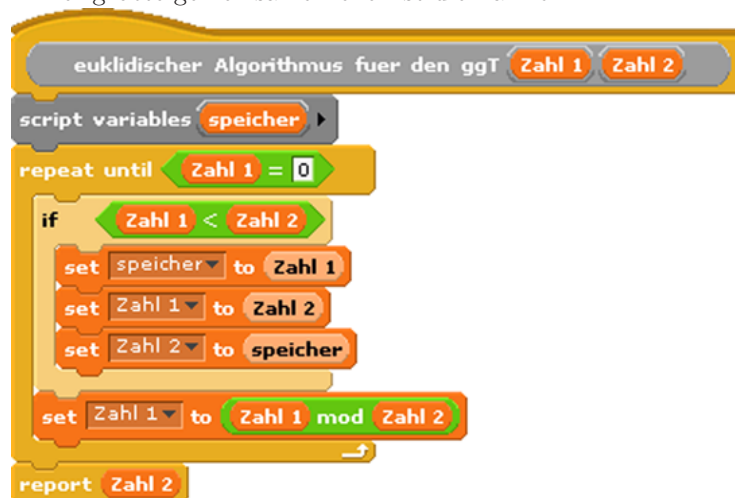 euklidischer Algorithmus fuer den ggT Zahl 1 Zahl 2
script variables speicher
repeat until Zahl 1 = 0
if Zahl 1 < Zahl 2
set speicher to Zahl 1
set Zahl 1 to Zahl 2
set Zahl 2 to speicher
set Zahl 1 to Zahl 1 mod Zahl 2
report Zahl 2